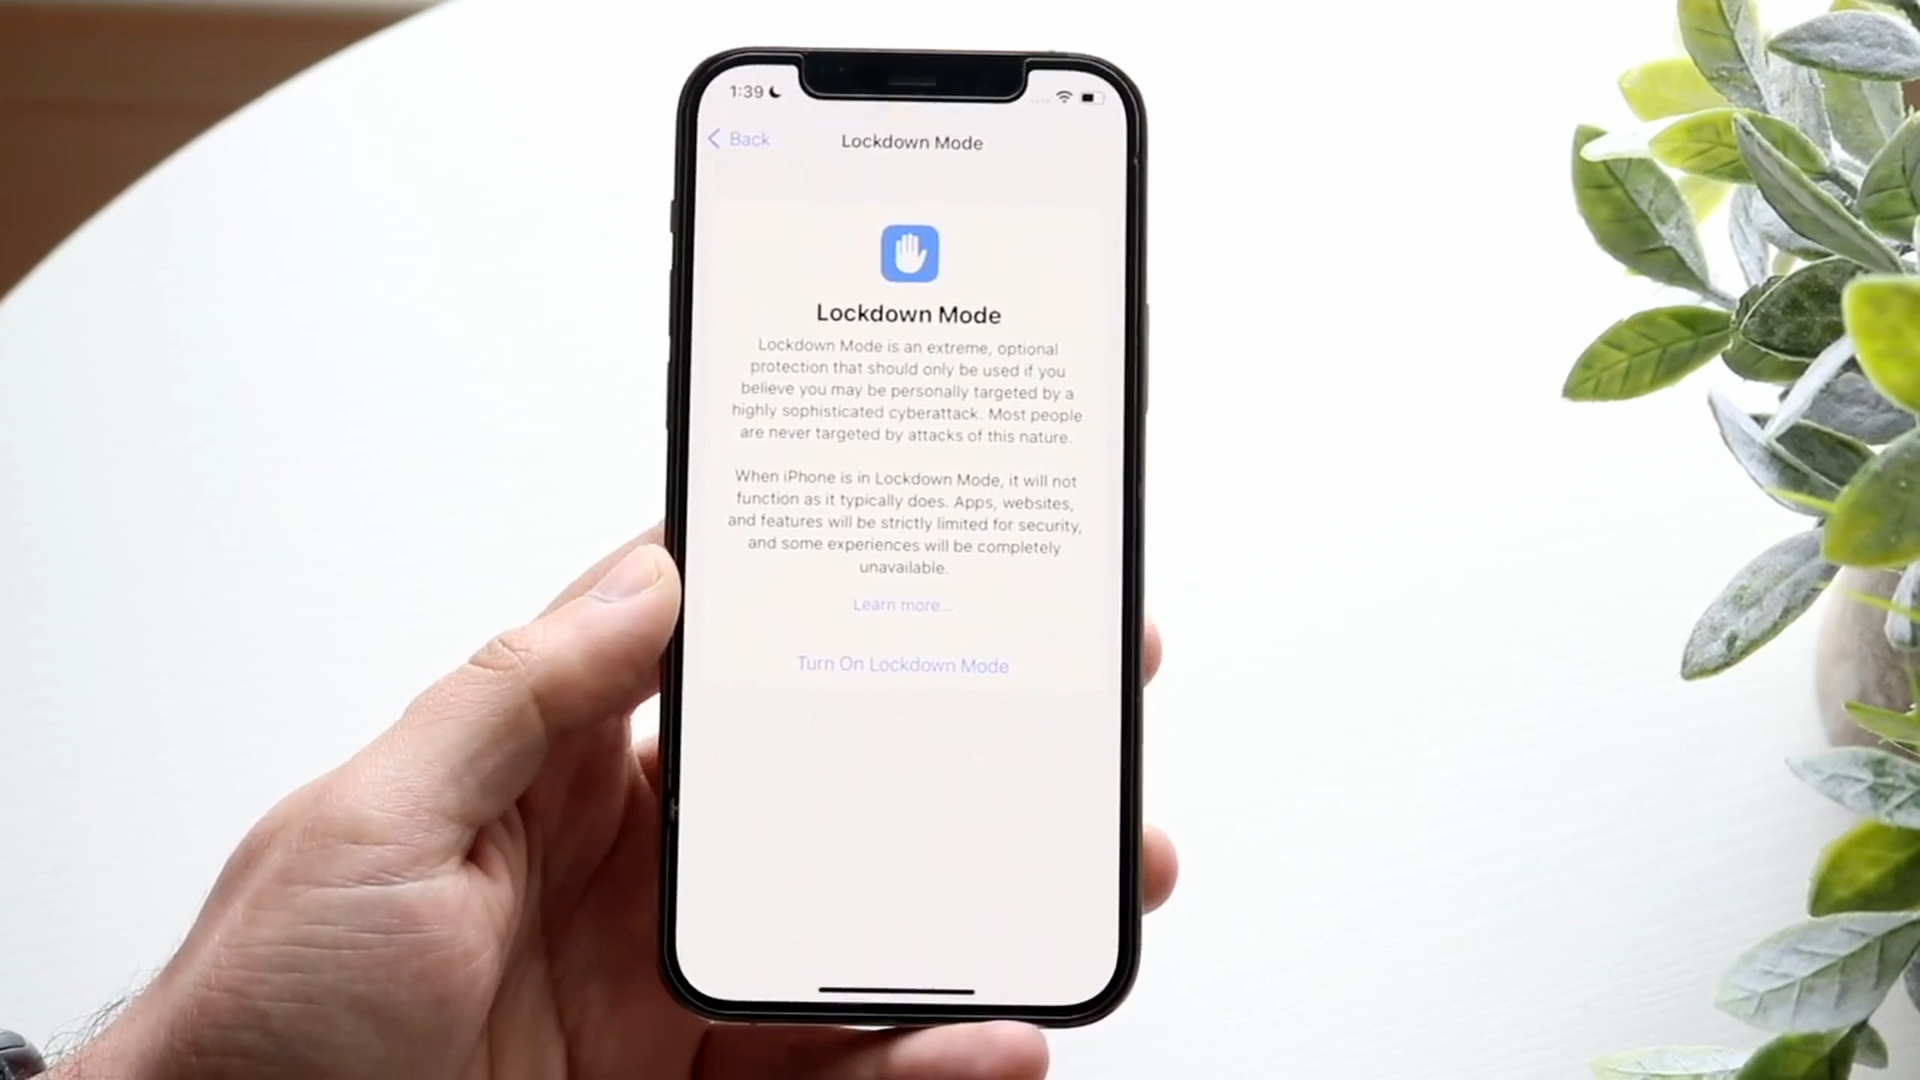 1:39
Back
Lockdown Mode
Lockdown Mode
Lockdown Mode is an extreme, optional
protection that should only be used if you
believe you may be personally targeted by a
highly sophisticated cyberattack. Most people
are never targeted by attacks of this nature.
When iPhone is in Lockdown Mode, it will not
function as it typically does. Apps, websites,
and features will be strictly limited for security,
and some experiences will be completely
unavailable.
Learn more...
Turn On Lockdown Mode